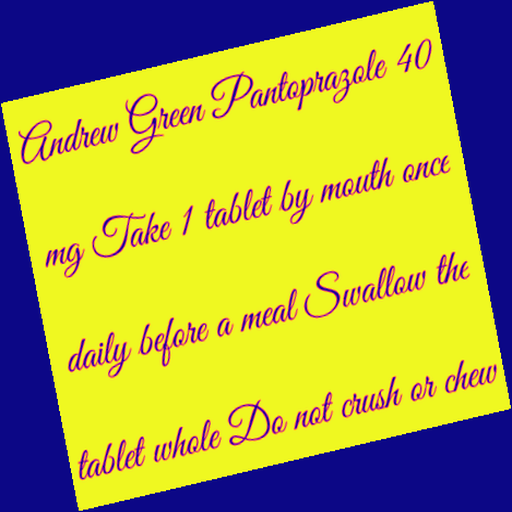 Andrew Green Pantoprazole 40
mg Take 1 tablet by mouth once
daily before a meal Swallow the
tablet whole Do not crush or chew